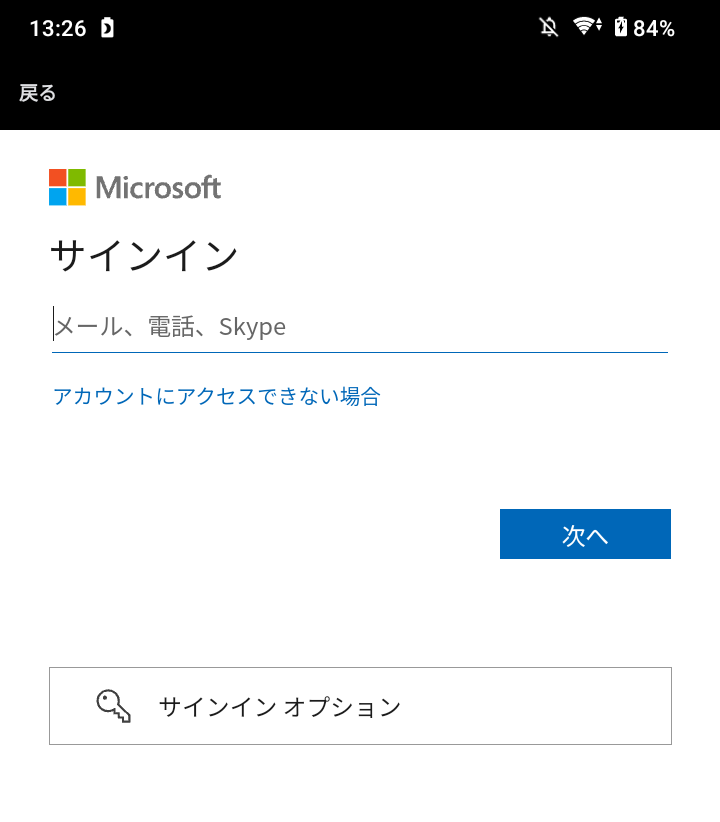 13:26
84%
戻る
Microsoft
サインイン
メール、電話、Skype
アカウントにアクセスできない場合
次へ
サインイン オプション